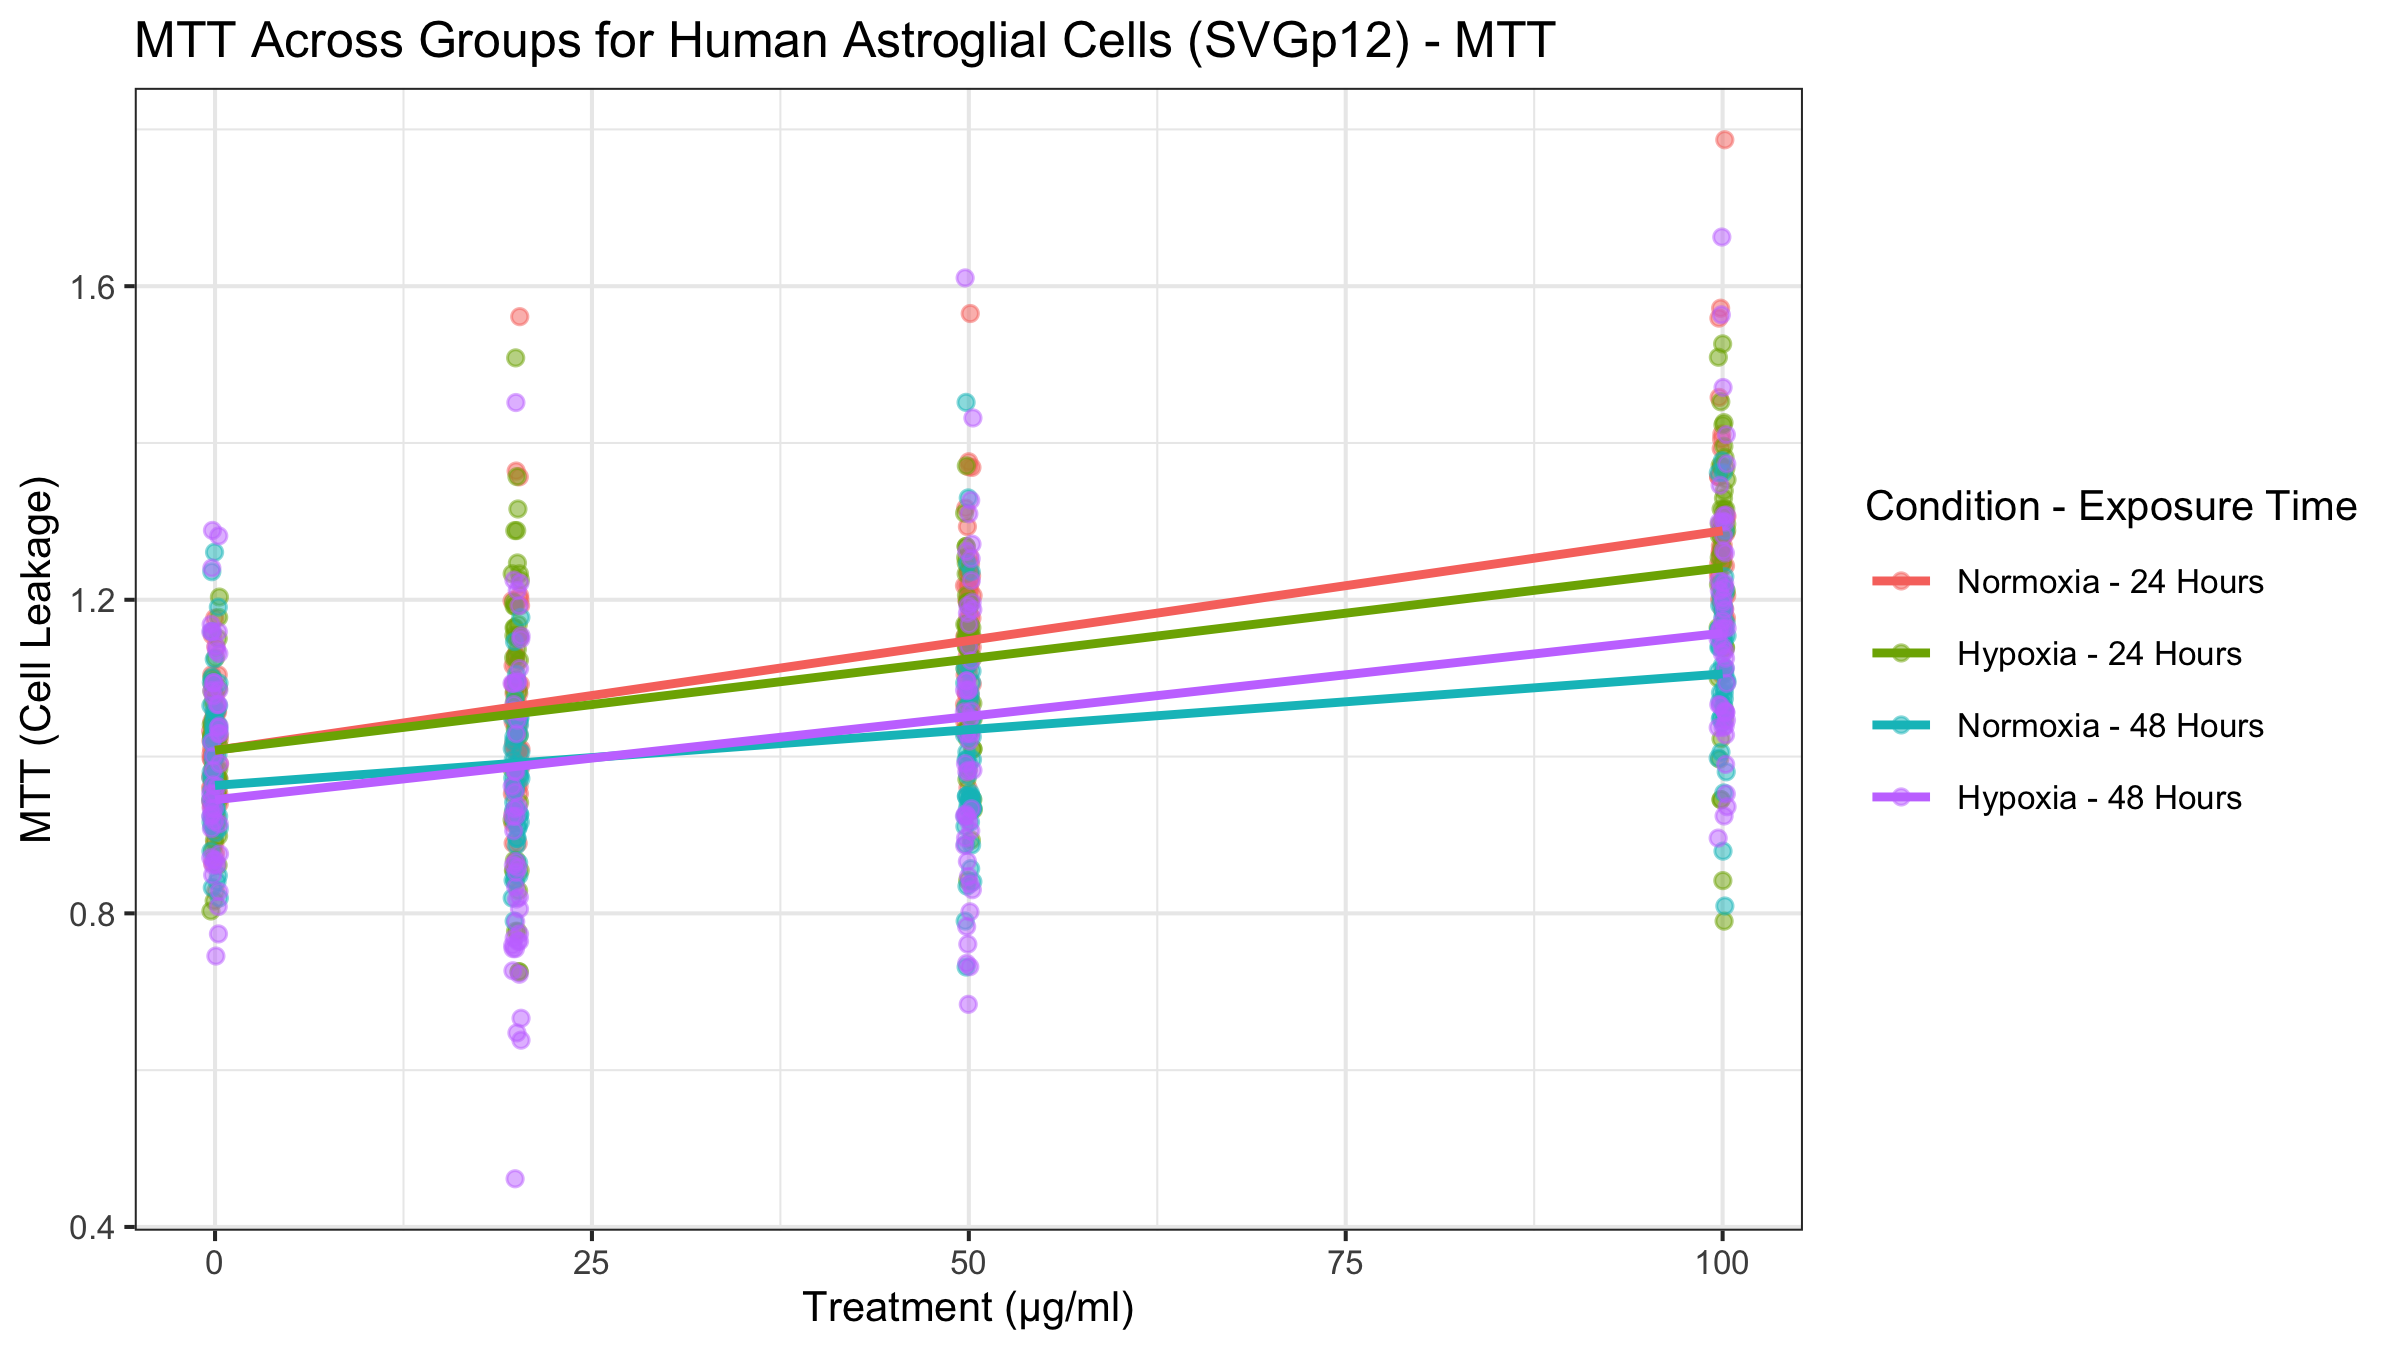 MTT Across Groups for Human Astroglial Cells (SVGp12) - MTT
MTT (Cell Leakage)
1.6
1.2
0.8
0.4
0
25
50
75
100
Treatment (µg/ml)
Condition - Exposure Time
Normoxia - 24 Hours
Hypoxia - 24 Hours
Normoxia - 48 Hours
Hypoxia - 48 Hours